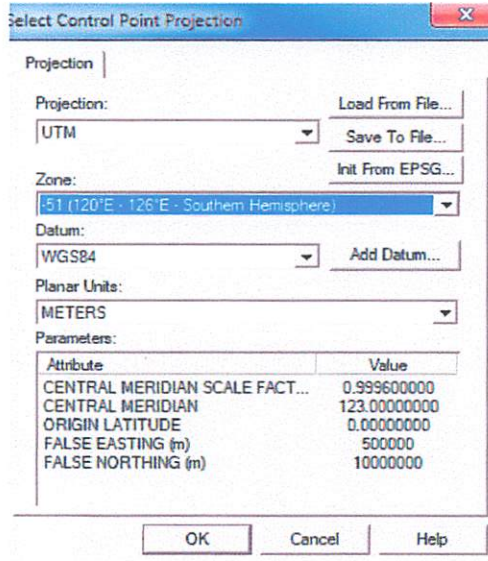 Select Control Point Projection
Projection
Projection:
Load From File...
UTM
Save To File...
Init From EPSG...
Zone:
-51 (120°E - 126°E - Southern Hemisphere)
Datum:
WGS84
Add Datum...
Planar Units:
METERS
Parameters:
Attribute Value
CENTRAL MERIDIAN SCALE FACT... 0.999600000
CENTRAL MERIDIAN 123.00000000
ORIGIN LATITUDE 0.00000000
FALSE EASTING (m) 500000
FALSE NORTHING (m) 10000000
OK Cancel Help